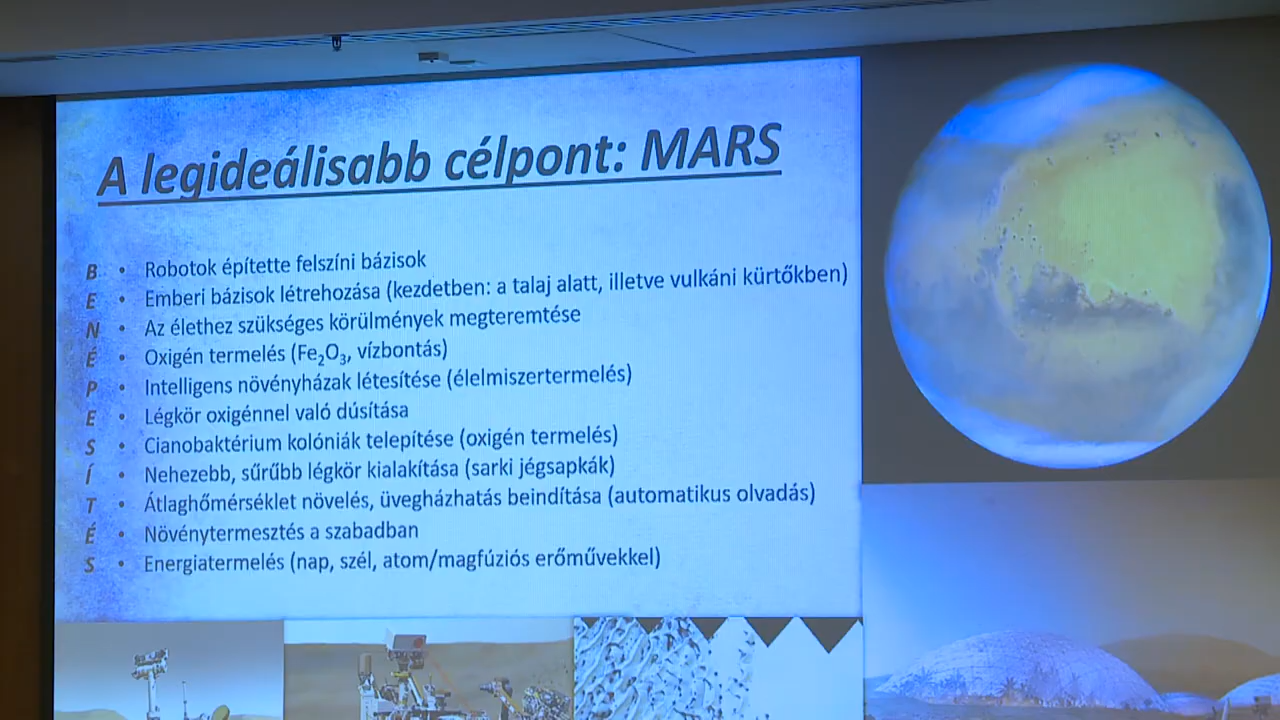 A legideálisabb célpont: MARS
B • Robotok építette felszíni bázisok
E • Emberi bázisok létrehozása (kezdetben: a talaj alatt, illetve vulkáni kürtőkben)
N • Az élethez szükséges körülmények megteremtése
É • Oxigén termelés (Fe₂O₃, vízbontás)
P • Intelligens növényházak létesítése (élelmiszertermelés)
E • Légkör oxigénnel való dúsítása
S • Cianobaktérium kolóniák telepítése (oxigén termelés)
Í • Nehezebb, sűrűbb légkör kialakítása (sarki jégsapkák)
T • Átlaghőmérséklet növelés, üvegházhatás beindítása (automatikus olvadás)
É • Növénytermesztés a szabadban
S • Energiatermelés (nap, szél, atom/magfúziós erőművekkel)